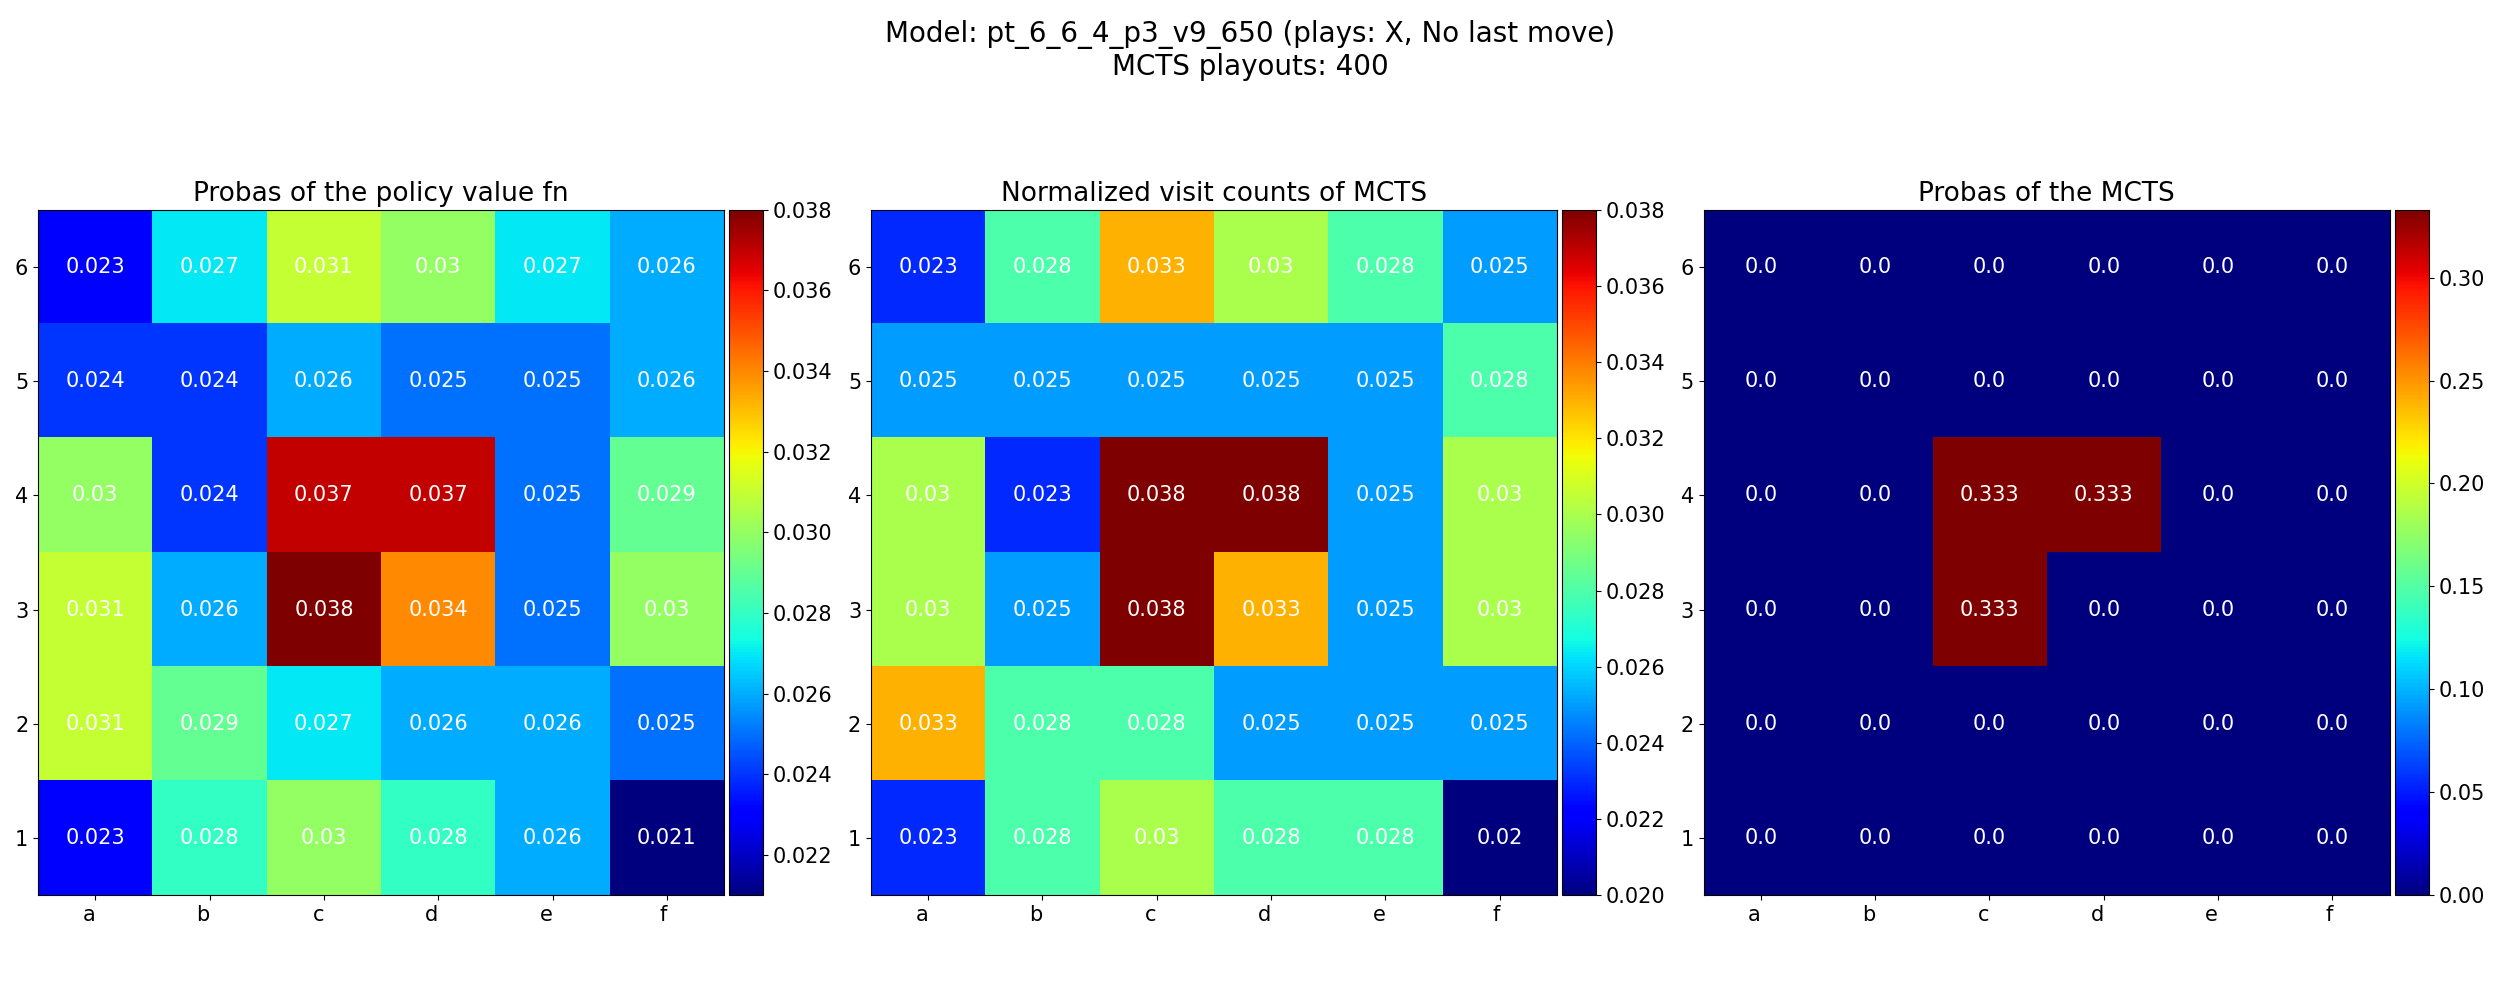 Model: pt_6_6_4_p3_v9_650 (plays: X, No last move)
MCTS playouts: 400
Probas of the policy value fn
6 0.023 0.027 0.031 0.03 0.027 0.026
5 0.024 0.024 0.026 0.025 0.025 0.026
4 0.03 0.024 0.037 0.037 0.025 0.029
3 0.031 0.026 0.038 0.034 0.025 0.03
2 0.031 0.029 0.027 0.026 0.026 0.025
1 0.023 0.028 0.03 0.028 0.026 0.021
a b c d e f
0.038
0.036
0.034
0.032
0.030
0.028
0.026
0.024
0.022
Normalized visit counts of MCTS
6 0.023 0.028 0.033 0.03 0.028 0.025
5 0.025 0.025 0.025 0.025 0.025 0.028
4 0.03 0.023 0.038 0.038 0.025 0.03
3 0.03 0.025 0.038 0.033 0.025 0.03
2 0.033 0.028 0.028 0.025 0.025 0.025
1 0.023 0.028 0.03 0.028 0.028 0.02
a b c d e f
0.038
0.036
0.034
0.032
0.030
0.028
0.026
0.024
0.022
0.020
Probas of the MCTS
6 0.0 0.0 0.0 0.0 0.0 0.0
5 0.0 0.0 0.0 0.0 0.0 0.0
4 0.0 0.0 0.333 0.333 0.0 0.0
3 0.0 0.0 0.333 0.0 0.0 0.0
2 0.0 0.0 0.0 0.0 0.0 0.0
1 0.0 0.0 0.0 0.0 0.0 0.0
a b c d e f
0.30
0.25
0.20
0.15
0.10
0.05
0.00